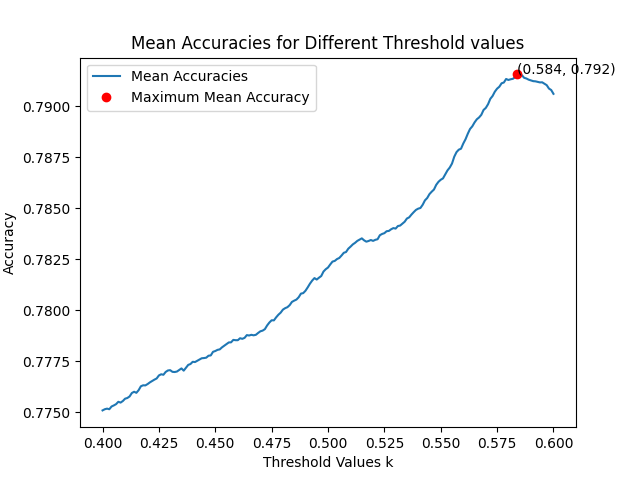 Mean Accuracies for Different Threshold values
Mean Accuracies
Maximum Mean Accuracy
(0.584, 0.792)
0.7900
0.7875
0.7850
0.7825
0.7800
0.7775
0.7750
Accuracy
0.400 0.425 0.450 0.475 0.500 0.525 0.550 0.575 0.600
Threshold Values k